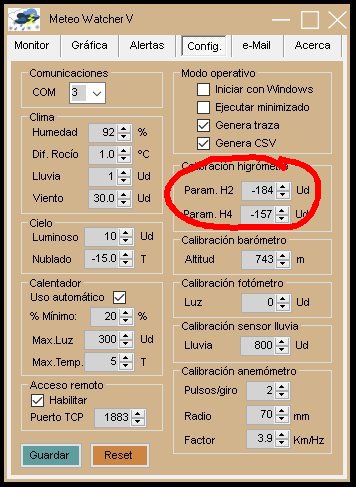 Meteo Watcher V
Monitor
Gráfica
Alertas
Config.
e-Mail
Acerca
Comunicaciones
COM 3
Clima
Humedad 92 %
Dif. Rocío 1.0 ºC
Lluvia 1 Ud
Viento 30.0 Ud
Cielo
Luminoso 10 Ud
Nublado -15.0 T
Calentador
Uso automático
% Mínimo: 20 %
Max.Luz 300 Ud
Max.Temp. 5 T
Acceso remoto
Habilitar
Puerto TCP 1883
Guardar
Reset
Modo operativo
Iniciar con Windows
Ejecutar minimizado
Genera traza
Genera CSV
Calibración higrómetro
Param. H2 -184 Ud
Param. H4 -157 Ud
Calibración barómetro
Altitud 743 m
Calibración fotómetro
Luz 0 Ud
Calibración sensor lluvia
Lluvia 800 Ud
Calibración anemómetro
Pulsos/giro 2
Radio 70 mm
Factor 3.9 Km/Hz